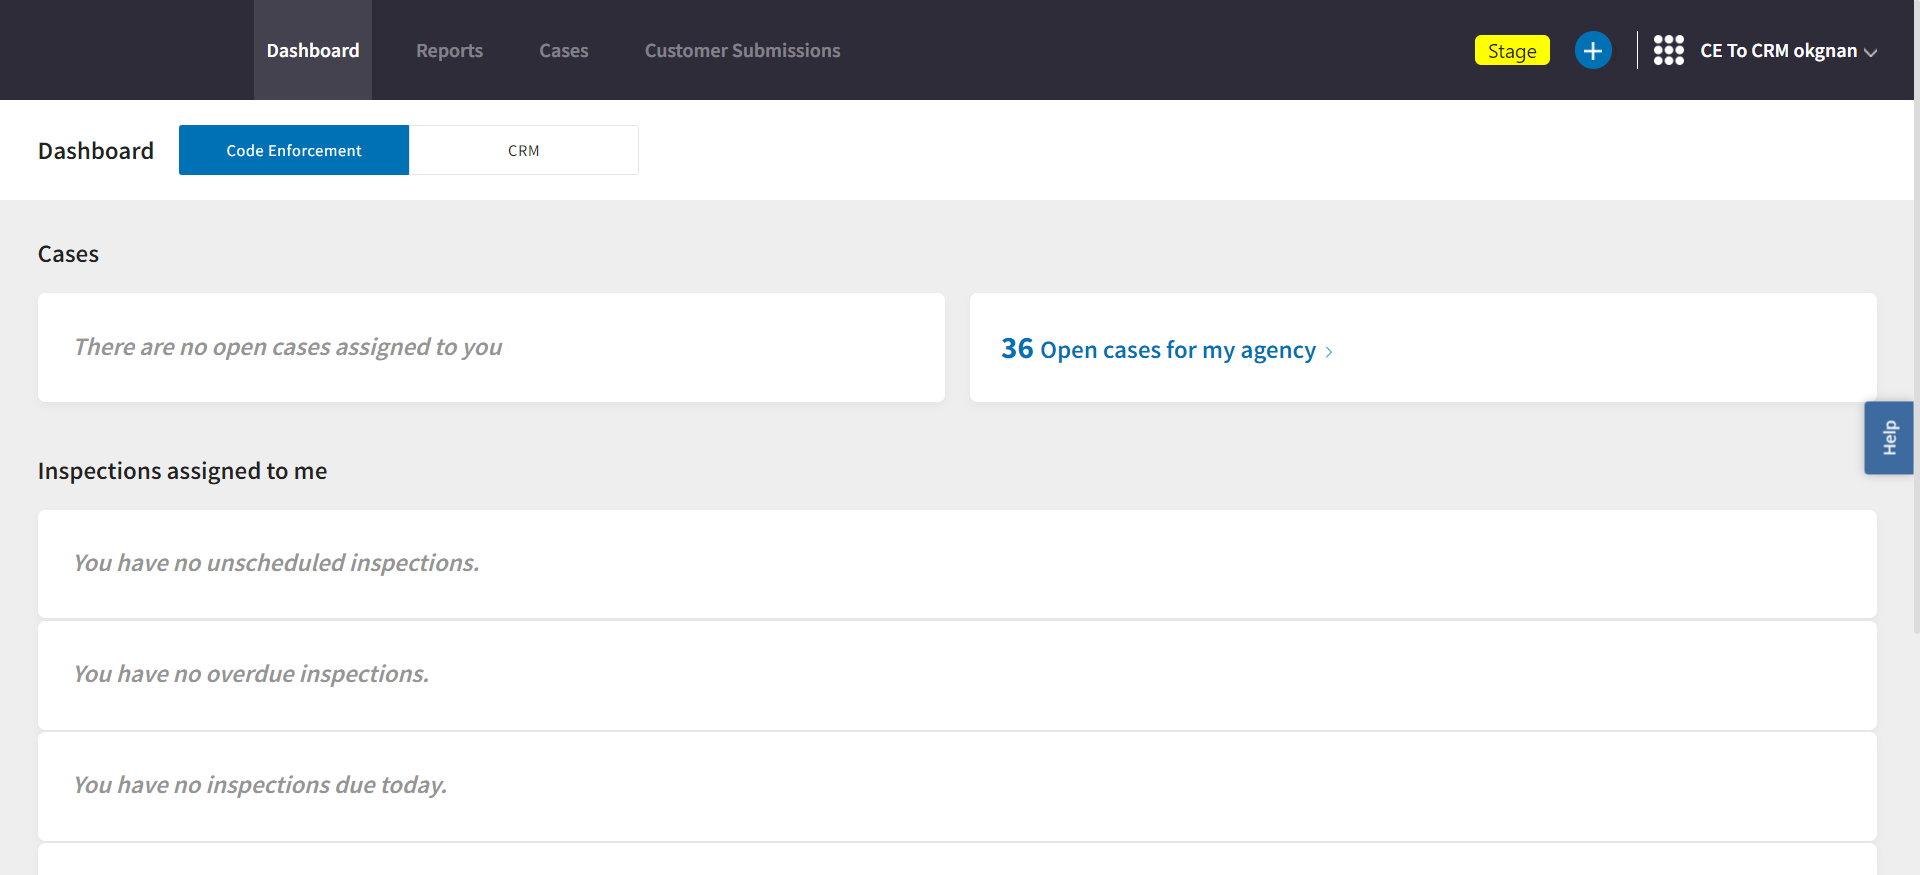 Dashboard Reports Cases Customer Submissions Stage CE To CRM okgnan
Dashboard Code Enforcement CRM
Cases
There are no open cases assigned to you
36 Open cases for my agency
Help
Inspections assigned to me
You have no unscheduled inspections.
You have no overdue inspections.
You have no inspections due today.